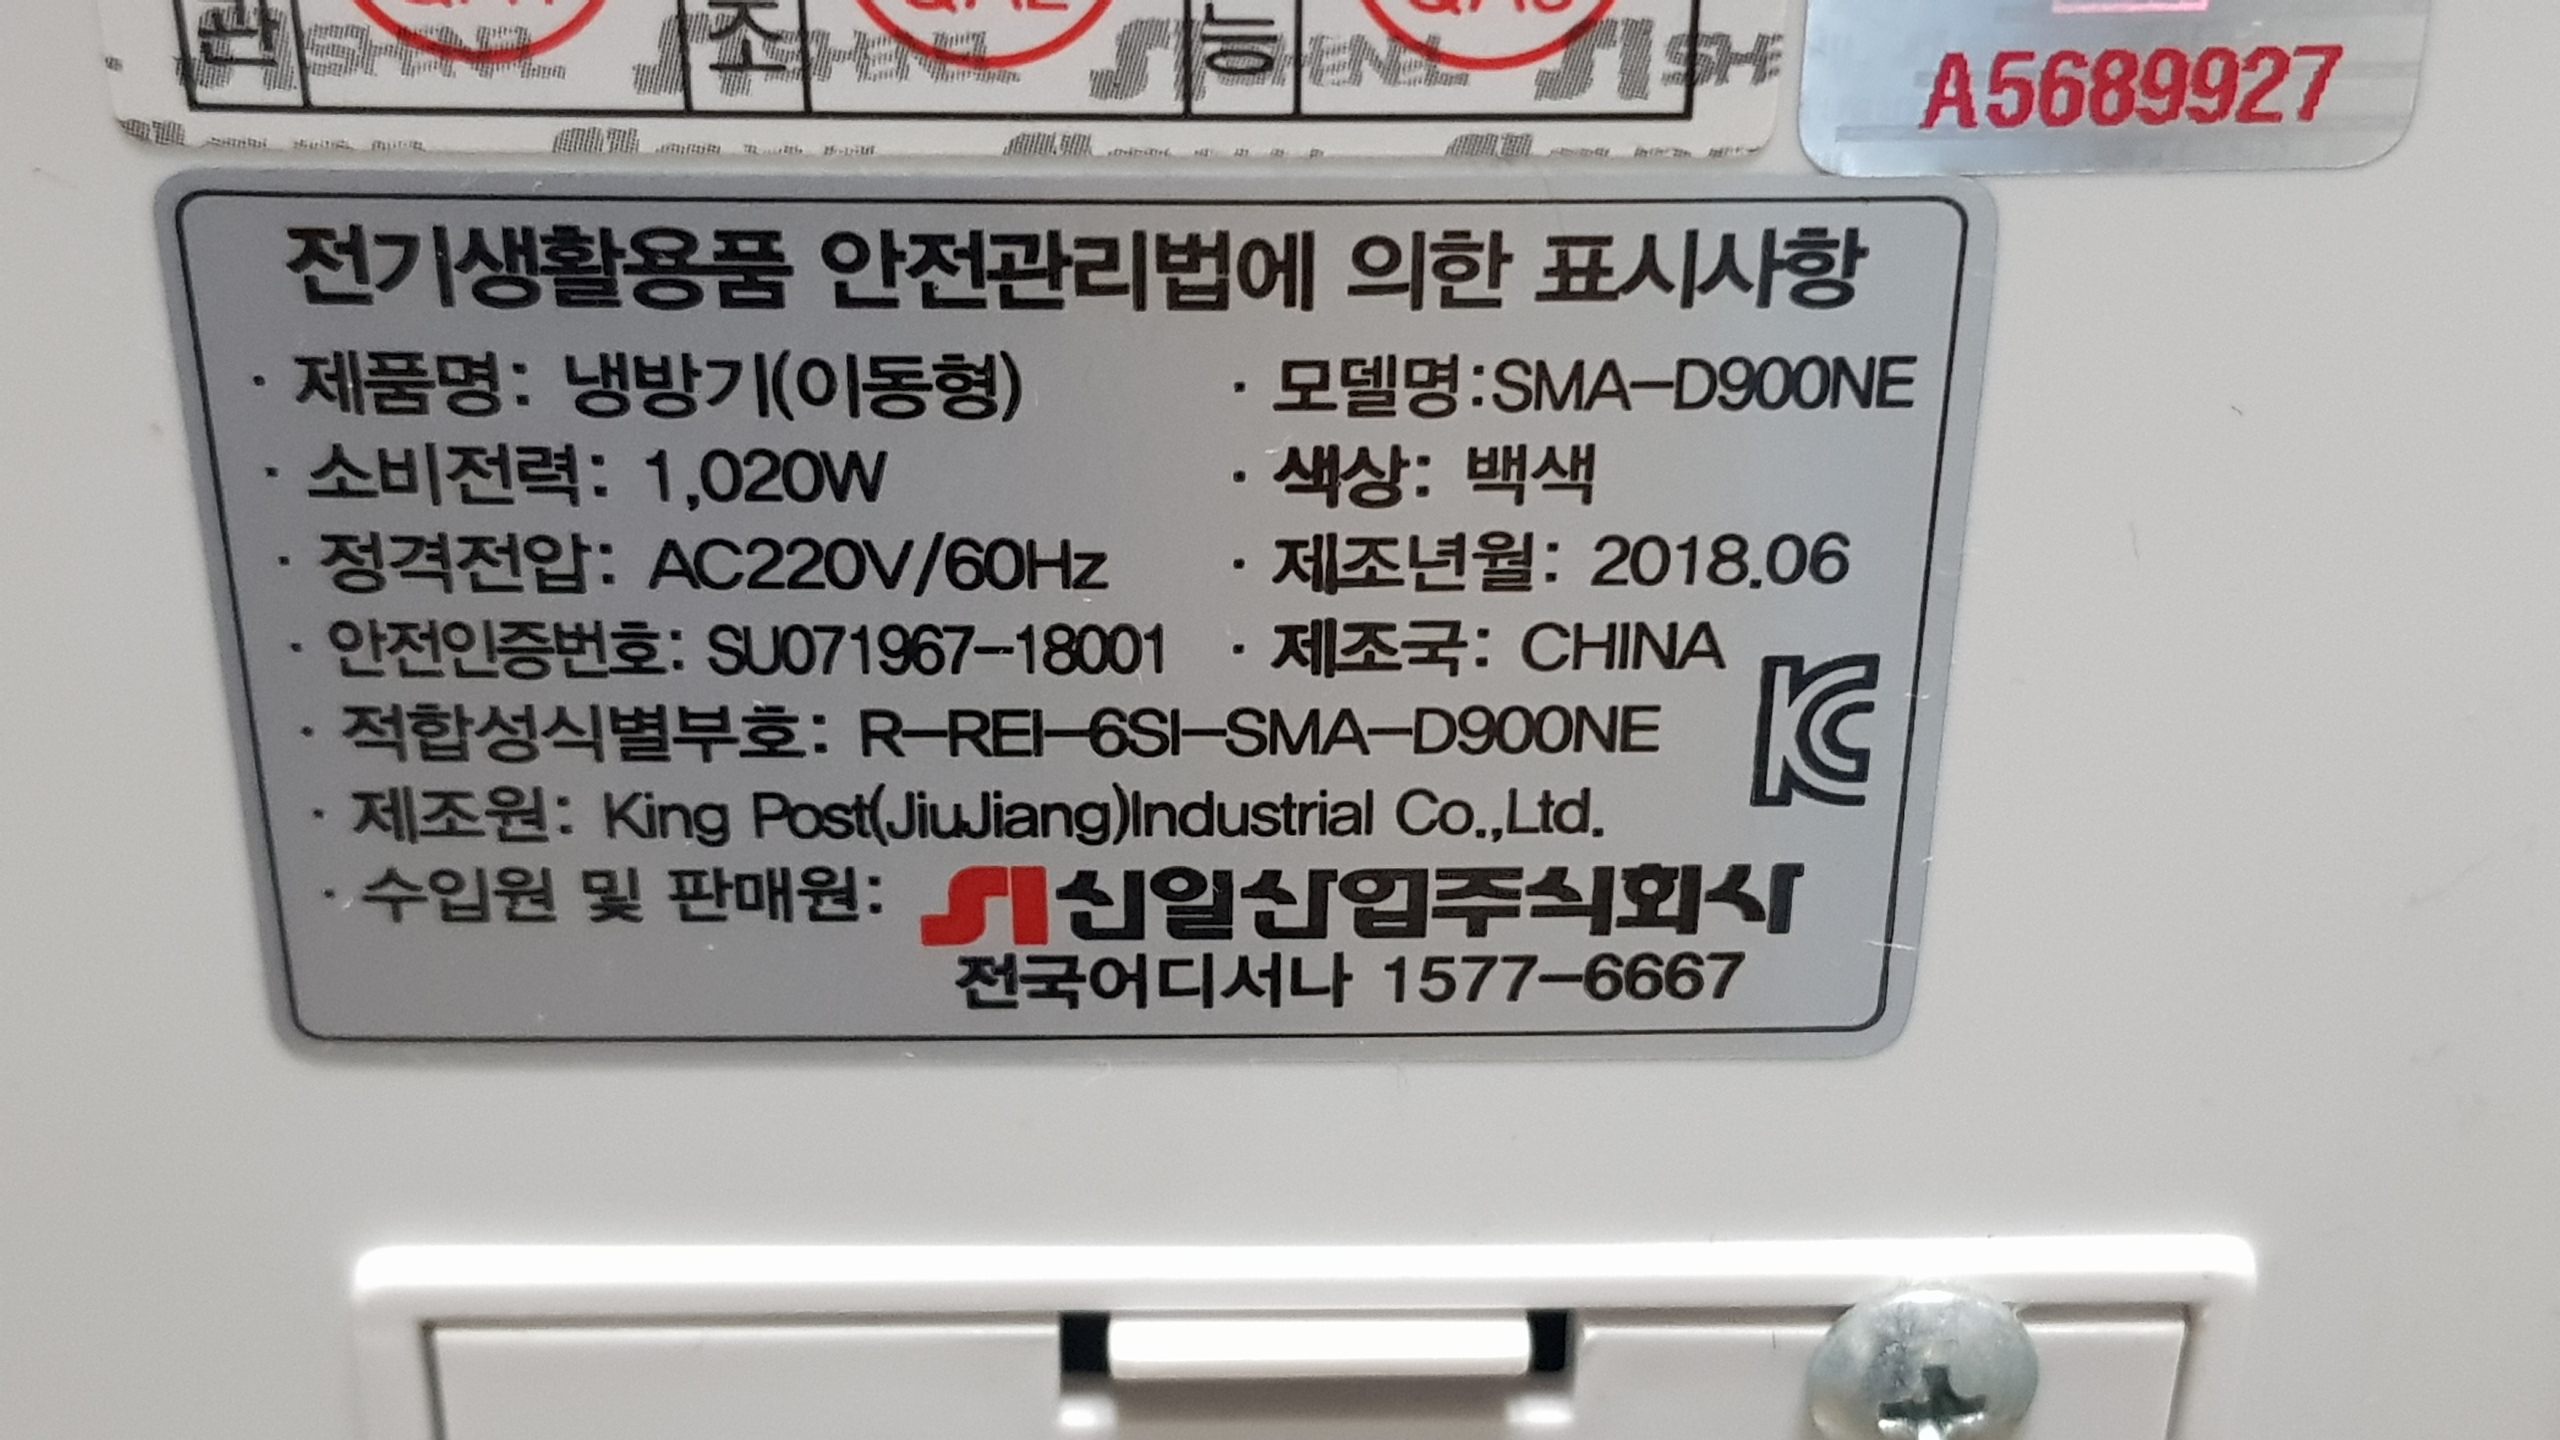 관 조 능
A5689927
전기생활용품 안전관리법에 의한 표시사항
· 제품명: 냉방기(이동형) · 모델명:SMA-D900NE
· 소비전력: 1,020W · 색상: 백색
· 정격전압: AC220V/60Hz · 제조년월: 2018.06
· 안전인증번호: SU071967-18001 · 제조국: CHINA
· 적합성식별부호: R-REI-6SI-SMA-D900NE
· 제조원: King Post(JiuJiang)Industrial Co.,Ltd.
· 수입원 및 판매원: SI 신일산업주식회사
전국어디서나 1577-6667